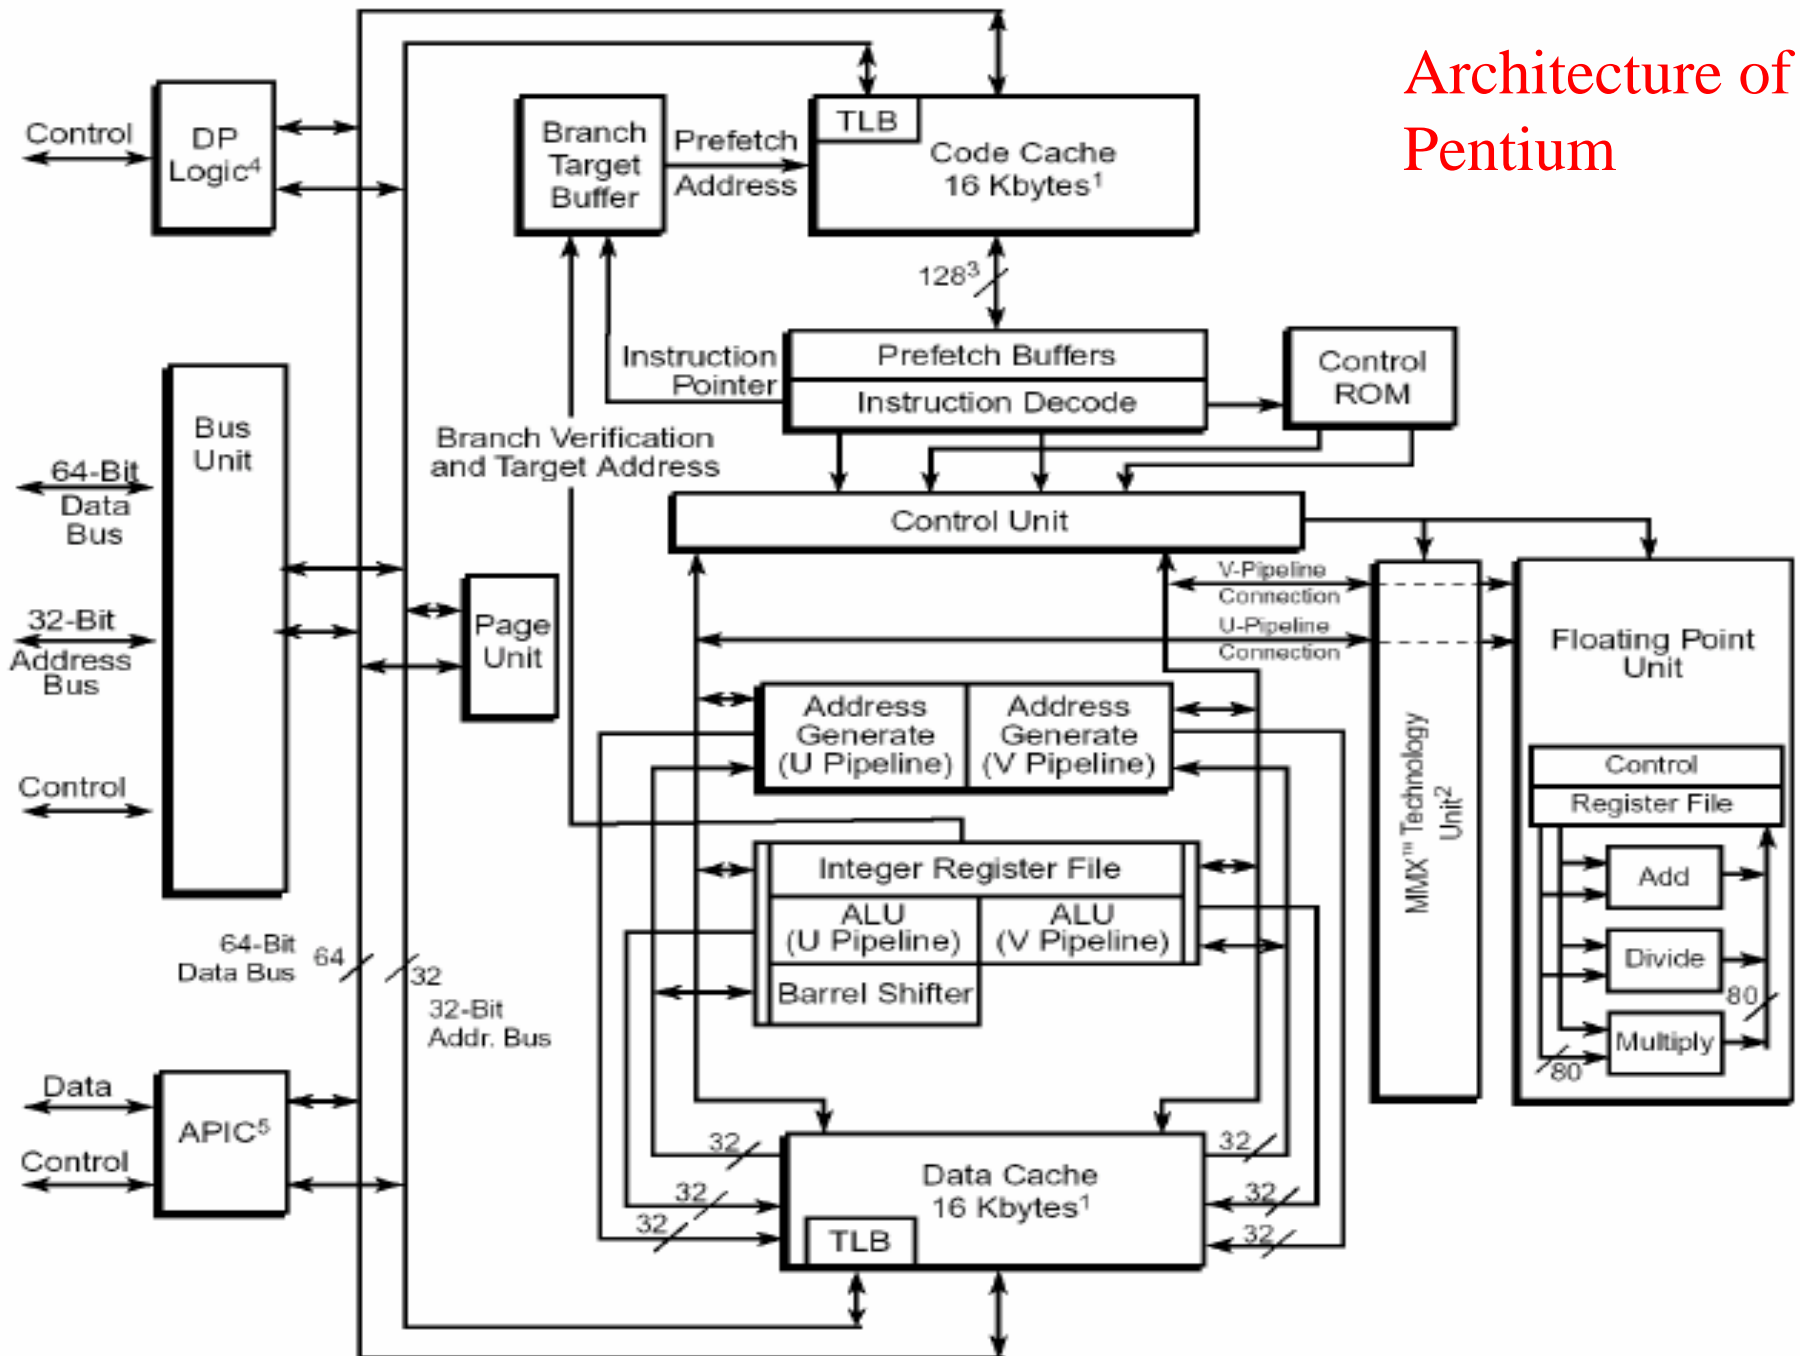 Architecture of
Pentium
Control
DP
Logic4
Branch
Target
Buffer
Prefetch
Address
TLB
Code Cache
16 Kbytes1
1283
Instruction
Pointer
Prefetch Buffers
Instruction Decode
Control
ROM
Branch Verification
and Target Address
Bus
Unit
64-Bit
Data
Bus
32-Bit
Address
Bus
Control
Control Unit
Page
Unit
V-Pipeline
Connection
U-Pipeline
Connection
Address
Generate
(U Pipeline)
Address
Generate
(V Pipeline)
Integer Register File
ALU
(U Pipeline)
ALU
(V Pipeline)
Barrel Shifter
MMX™ Technology
Unit2
Floating Point
Unit
Control
Register File
Add
Divide
Multiply
80
80
64-Bit
Data Bus
64
32
32-Bit
Addr. Bus
Data
APIC5
Control
32
32
32
Data Cache
16 Kbytes1
TLB
32
32
32